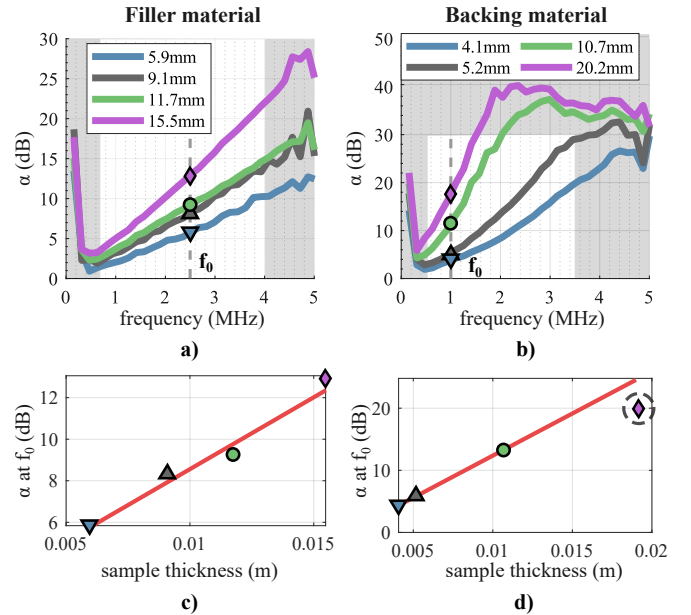 Filler material
Backing material
30
25
20
15
10
5
0
α (dB)
5.9mm
9.1mm
11.7mm
15.5mm
f₀
0 1 2 3 4 5
frequency (MHz)
a)
50
40
30
20
10
0
α (dB)
4.1mm 10.7mm
5.2mm 20.2mm
f₀
0 1 2 3 4 5
frequency (MHz)
b)
12
10
8
6
α at f₀ (dB)
0.005 0.01 0.015
sample thickness (m)
c)
20
10
0
α at f₀ (dB)
0.005 0.01 0.015 0.02
sample thickness (m)
d)